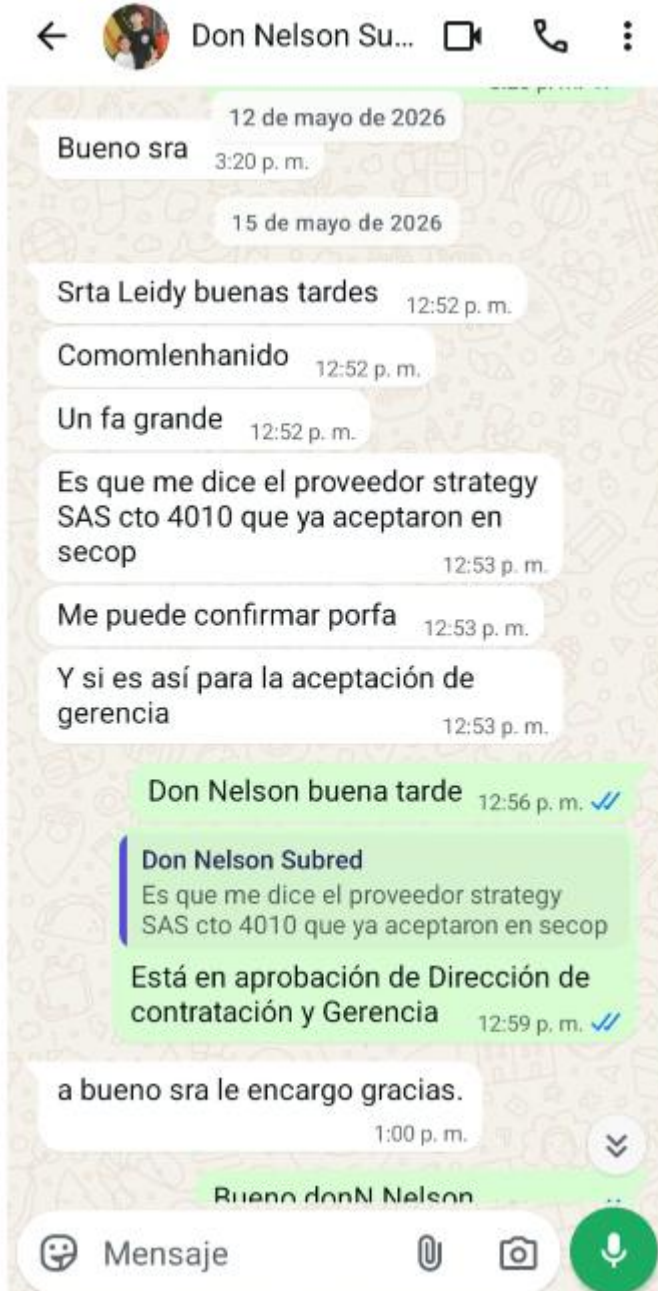 Don Nelson Su...
12 de mayo de 2026
Bueno sra 3:20 p. m.
15 de mayo de 2026
Srta Leidy buenas tardes 12:52 p. m.
Comomlenhanido 12:52 p. m.
Un fa grande 12:52 p. m.
Es que me dice el proveedor strategy
SAS cto 4010 que ya aceptaron en
secop 12:53 p. m.
Me puede confirmar porfa 12:53 p. m.
Y si es así para la aceptación de
gerencia 12:53 p. m.
Don Nelson buena tarde 12:56 p. m.
Don Nelson Subred
Es que me dice el proveedor strategy
SAS cto 4010 que ya aceptaron en secop
Está en aprobación de Dirección de
contratación y Gerencia 12:59 p. m.
a bueno sra le encargo gracias.
1:00 p. m.
Bueno donN Nelson
Mensaje